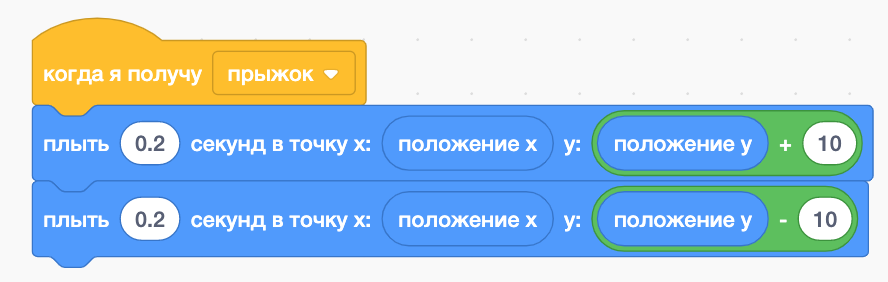 когда я получу прыжок
плыть 0.2 секунд в точку x: положение x y: положение y + 10
плыть 0.2 секунд в точку x: положение x y: положение y - 10